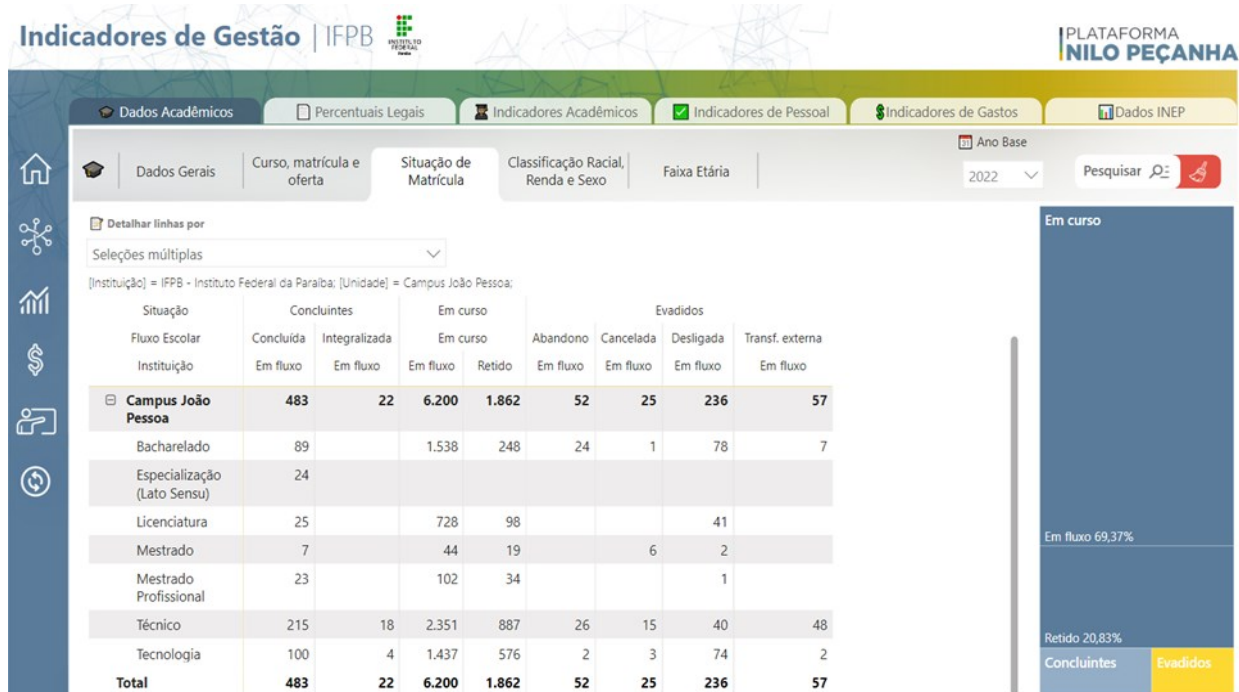 Indicadores de Gestão | IFPB
INSTITUTO
FEDERAL
Paraíba
PLATAFORMA
NILO PEÇANHA
Dados Acadêmicos
Percentuais Legais
Indicadores Acadêmicos
Indicadores de Pessoal
Indicadores de Gastos
Dados INEP
Dados Gerais
Curso, matrícula e
oferta
Situação de
Matrícula
Classificação Racial,
Renda e Sexo
Faixa Etária
Ano Base
2022
Pesquisar
Detalhar linhas por
Seleções múltiplas
[Instituição] = IFPB - Instituto Federal da Paraíba; [Unidade] = Campus João Pessoa;
Situação Concluintes Em curso Evadidos
Fluxo Escolar Concluída Integralizada Em curso Abandono Cancelada Desligada Transf. externa
Instituição Em fluxo Em fluxo Em fluxo Retido Em fluxo Em fluxo Em fluxo Em fluxo
Campus João 483 22 6.200 1.862 52 25 236 57
Pessoa
Bacharelado 89 1.538 248 24 1 78 7
Especialização 24
(Lato Sensu)
Licenciatura 25 728 98 41
Mestrado 7 44 19 6 2
Mestrado 23 102 34 1
Profissional
Técnico 215 18 2.351 887 26 15 40 48
Tecnologia 100 4 1.437 576 2 3 74 2
Total 483 22 6.200 1.862 52 25 236 57
Em curso
Em fluxo 69,37%
Retido 20,83%
Concluintes
Evadidos